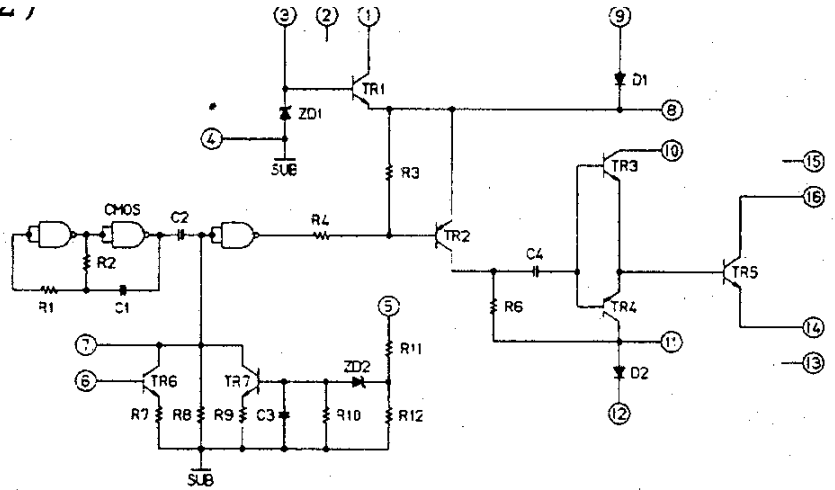 2)
3 2 1 9
TR1 D1
ZD1 8
4
SUB
R3 TR3 10 15
16
CMOS C2
R4 TR2
C4 TR5
R2
R1 C1 R6 TR4
5
14
7 R11 11
ZD2 13
6 TR6 TR7 D2
R7 R8 R9 C3 R10 R12
12
SUB